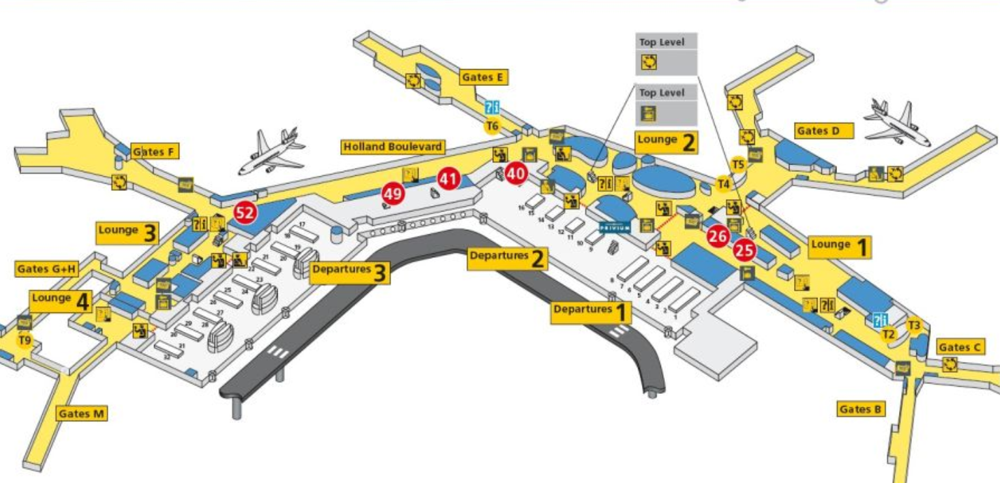 Top Level
Top Level
Gates E
?i
T6
Gates D
Lounge 2
Holland Boulevard
Gates F
T5
T4
41
40
49
52
?i
?i
PRIVIUM
26
25
Lounge 3
Lounge 1
16
15
14
13
12
11
10
9
8
7
6
5
4
3
2
1
17
18
19
20
21
22
23
24
25
26
27
28
29
30
31
32
Departures 3
Departures 2
Departures 1
Gates G+H
Lounge 4
T9
?i
?i
T2
T3
Gates C
Gates M
Gates B